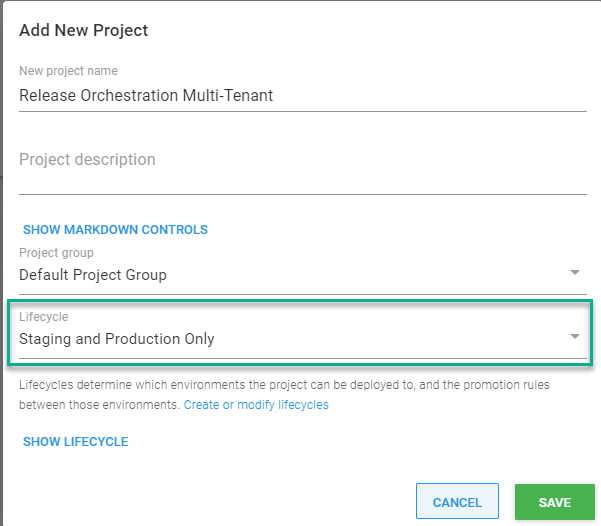 Add New Project
New project name
Release Orchestration Multi-Tenant
Project description
SHOW MARKDOWN CONTROLS
Project group
Default Project Group
Lifecycle
Staging and Production Only
Lifecycles determine which environments the project can be deployed to, and the promotion rules
between those environments. Create or modify lifecycles
SHOW LIFECYCLE
CANCEL SAVE